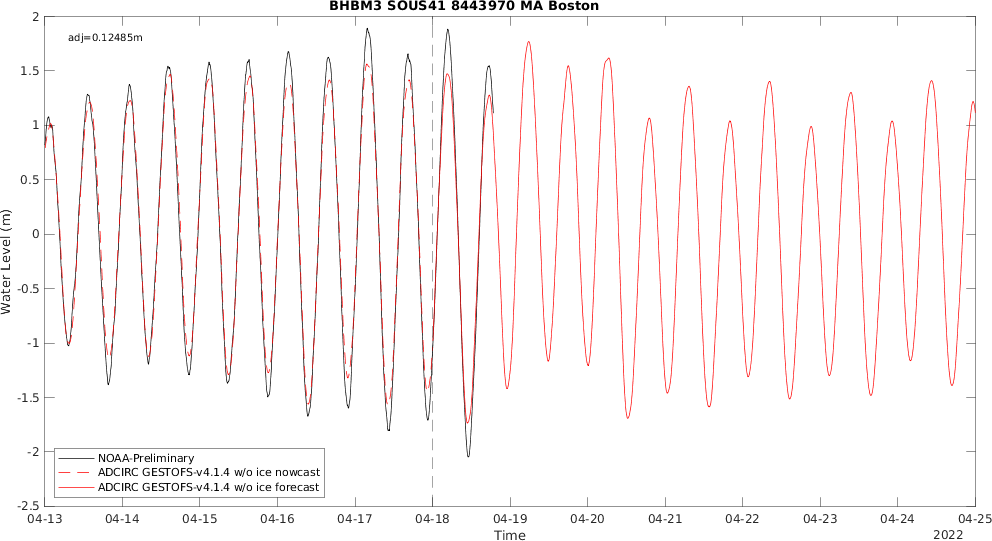 BHBM3 SOUS41 8443970 MA Boston
adj=0.12485m
2
1.5
1
0.5
0
-0.5
-1
-1.5
-2
-2.5
Water Level (m)
NOAA-Preliminary
ADCIRC GESTOFS-v4.1.4 w/o ice nowcast
ADCIRC GESTOFS-v4.1.4 w/o ice forecast
04-13 04-14 04-15 04-16 04-17 04-18 04-19 04-20 04-21 04-22 04-23 04-24 04-25
Time
2022